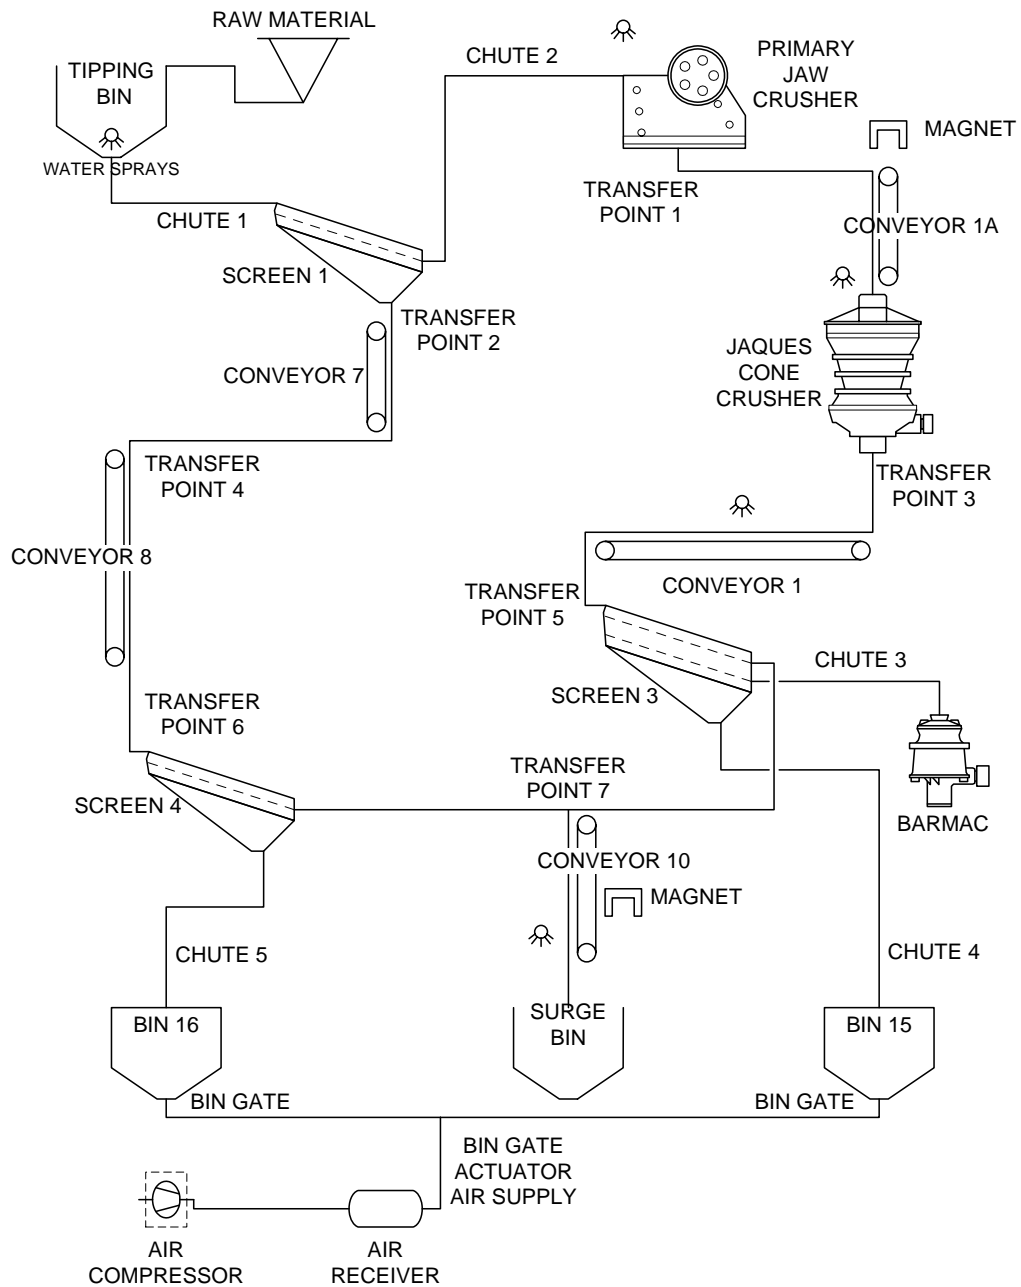 RAW MATERIAL
TIPPING
BIN
WATER SPRAYS
CHUTE 1
CHUTE 2
PRIMARY
JAW
CRUSHER
MAGNET
TRANSFER
POINT 1
CONVEYOR 1A
SCREEN 1
TRANSFER
POINT 2
CONVEYOR 7
JAQUES
CONE
CRUSHER
TRANSFER
POINT 4
TRANSFER
POINT 3
CONVEYOR 8
CONVEYOR 1
TRANSFER
POINT 5
CHUTE 3
SCREEN 3
TRANSFER
POINT 6
TRANSFER
POINT 7
SCREEN 4
BARMAC
CONVEYOR 10
MAGNET
CHUTE 5
CHUTE 4
BIN 16
SURGE
BIN
BIN 15
BIN GATE
BIN GATE
BIN GATE
ACTUATOR
AIR SUPPLY
AIR
COMPRESSOR
AIR
RECEIVER